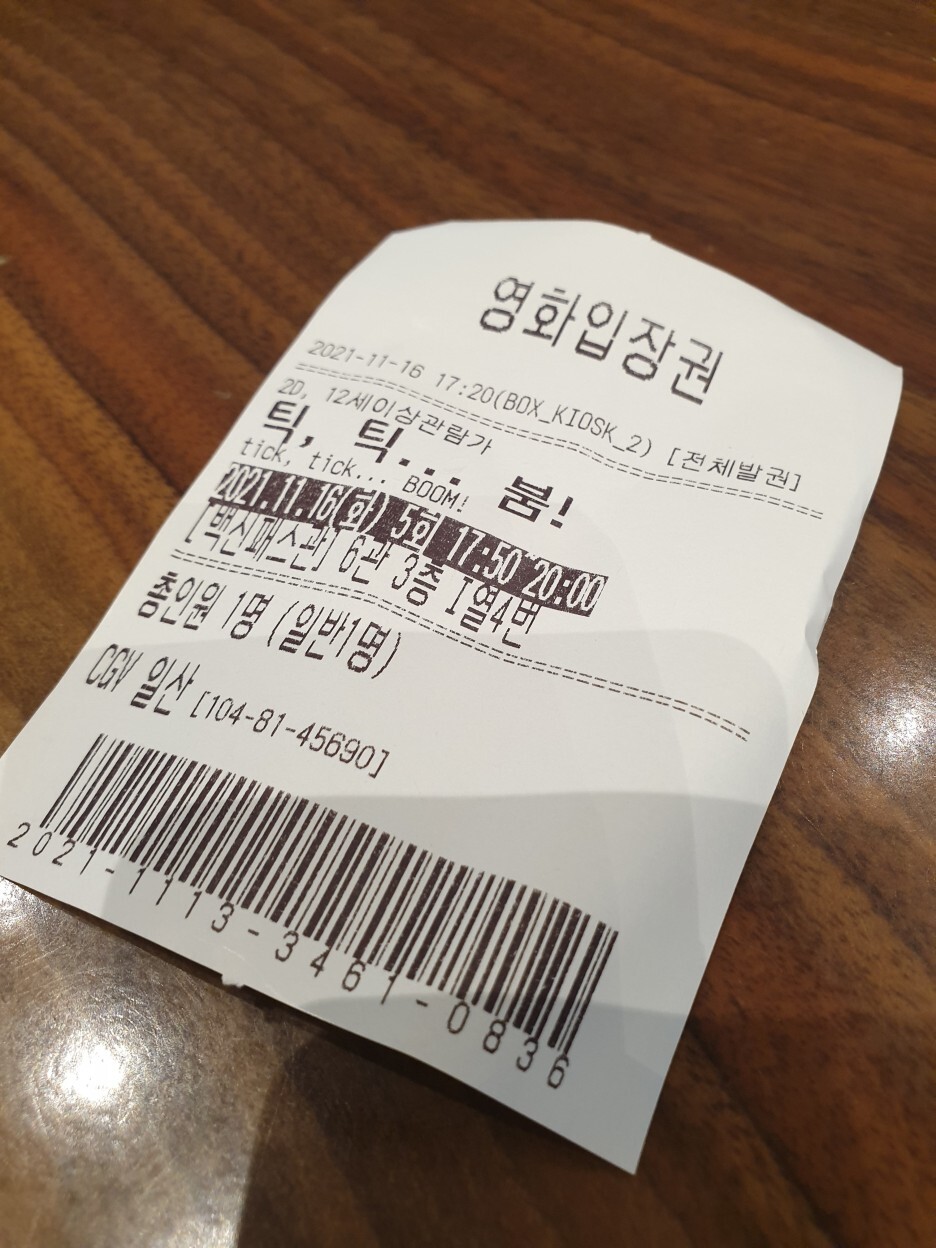 영화입장권
2021-11-16 17:20(BOX_KIOSK_2) [전체발권]
2D, 12세이상관람가
틱, 틱... 붐!
tick, tick... BOOM!
2021.11.16(화) 5회 17:50~20:00
[백신패스관] 6관 3층 I열4번
총인원 1명 (일반1명)
CGV 일산 [104-81-45690]
2021-1113-3461-0836